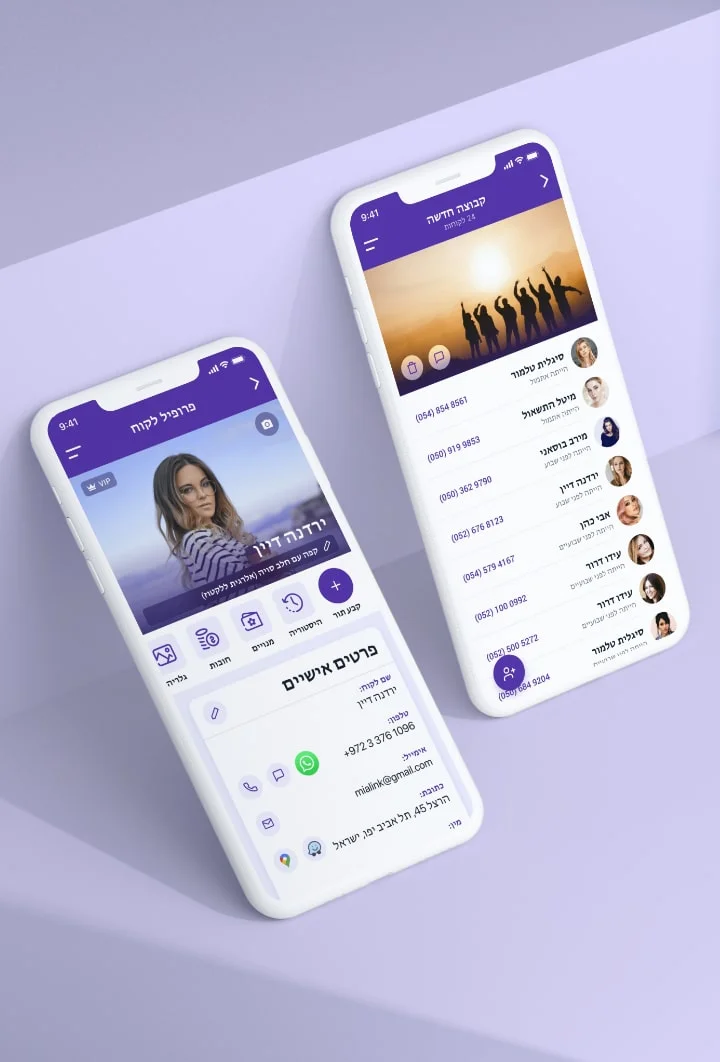 9:41
פרופיל לקוח
VIP
ירדנה דיין
קפה עם חלב סויה (אלרגית ללקטוז)
קבע תור
היסטוריה
מנויים
חובות
גלריה
פרטים אישיים
שם לקוח:
ירדנה דיין
טלפון:
+972 3 376 1096
אימייל:
mialink@gmail.com
כתובת:
הרצל 45, תל אביב יפו, ישראל
מין:
9:41
קבוצה חדשה
24 לקוחות
סיגלית טלמור
הייתה אתמול
(054) 854 8561
מיטל התשאול
הייתה אתמול
(050) 919 9853
מירב בוסאני
הייתה לפני שבוע
(050) 362 9790
ירדנה דיין
הייתה לפני שבוע
(052) 676 8123
אבי כהן
הייתה לפני שבועיים
(054) 579 4167
עידו דרור
הייתה לפני שבועיים
(052) 100 0992
עידו דרור
הייתה לפני שבועיים
(052) 500 5272
סיגלית טלמור
הייתה לפני שבועיים
(050) 684 9204